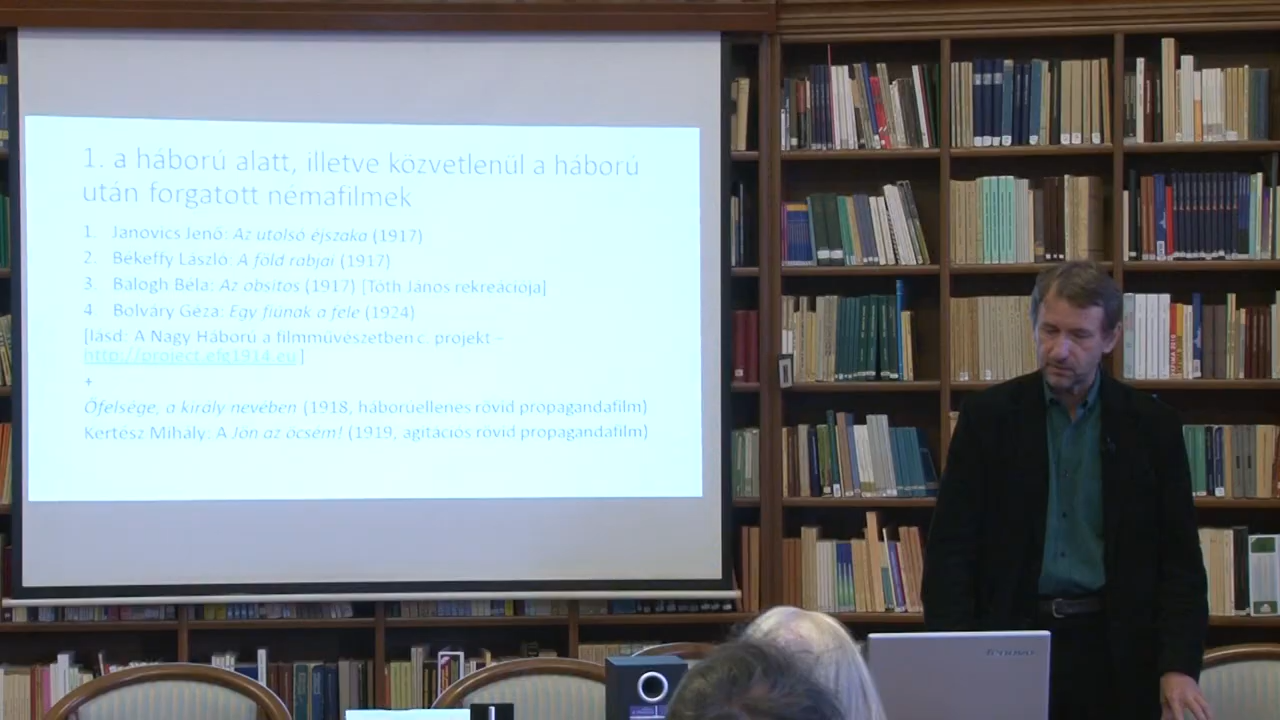 1. a háború alatt, illetve közvetlenül a háború
után forgatott némafilmek
1. Janovics Jenő: Az utolsó éjszaka (1917)
2. Békeffy László: A föld rabjai (1917)
3. Balogh Béla: Az obsitos (1917) [Tóth János rekreációja]
4. Bolváry Géza: Egy fiúnak a fele (1924)
[lásd: A Nagy Háború a filmművészetben c. projekt –
http://project.efg1914.eu]
+
Őfelsége, a király nevében (1918, háborúellenes rövid propagandafilm)
Kertész Mihály: A Jön az öcsém! (1919, agitációs rövid propagandafilm)
lenovo